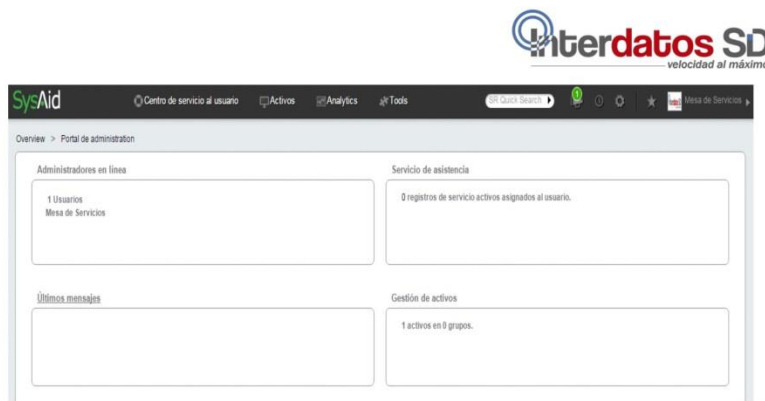 Interdatos SD
velocidad al máximo
SysAid Centro de servicio al usuario Activos Analytics Tools SR Quick Search 1 Mesa de Servicios
Overview > Portal de administration
Administradores en línea
1 Usuarios
Mesa de Servicios
Servicio de asistencia
0 registros de servicio activos asignados al usuario.
Últimos mensajes
Gestión de activos
1 activos en 0 grupos.